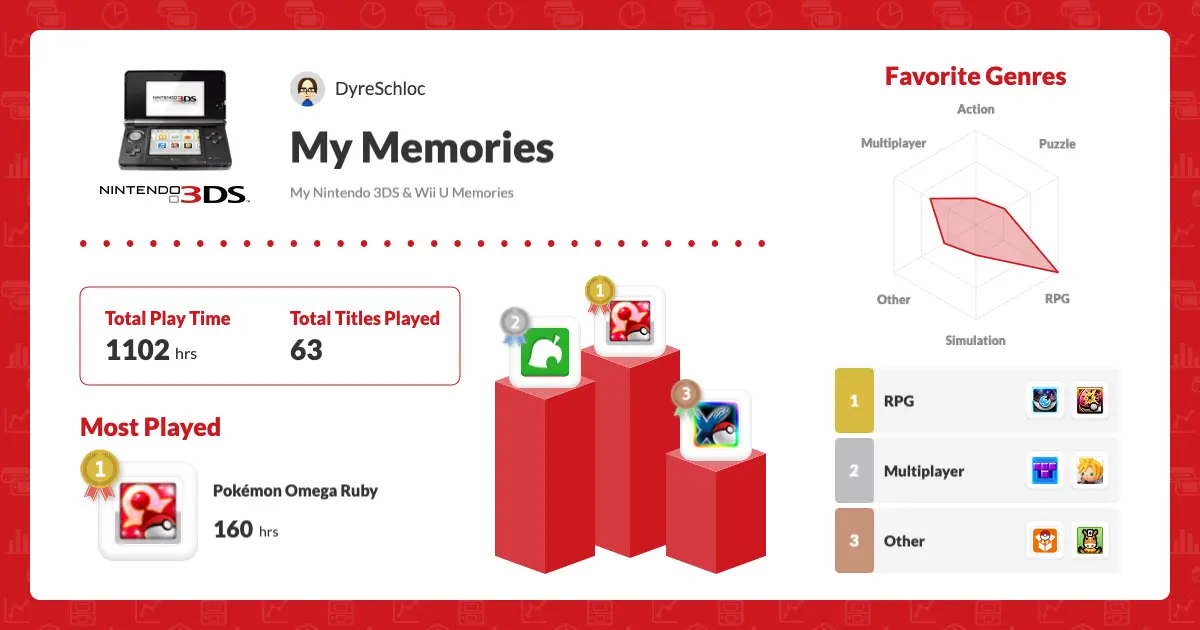 DyreSchloc
My Memories
My Nintendo 3DS & Wii U Memories
NINTENDO 3DS
NINTENDO 3DS™
Total Play Time
1102 hrs
Total Titles Played
63
Most Played
1
Pokémon Omega Ruby
160 hrs
1
2
3
Favorite Genres
Action
Multiplayer
Puzzle
Other
RPG
Simulation
1 RPG
2 Multiplayer
3 Other